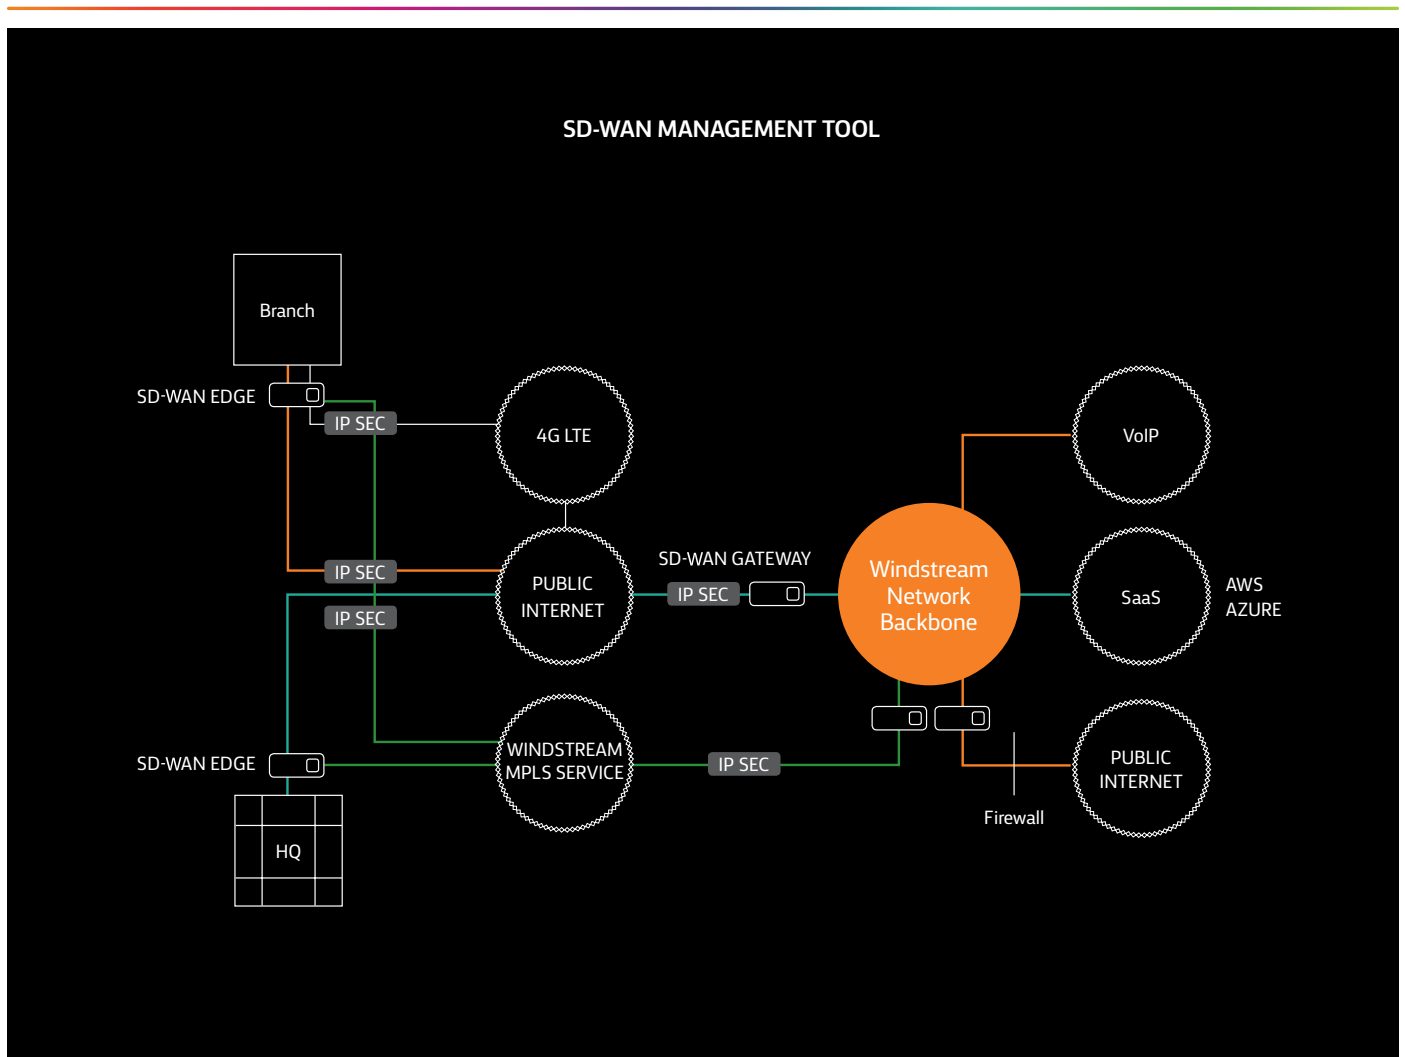 SD-WAN MANAGEMENT TOOL
Branch
SD-WAN EDGE
IP SEC
4G LTE
VoIP
IP SEC
PUBLIC
INTERNET
IP SEC
SD-WAN GATEWAY
IP SEC
Windstream
Network
Backbone
SaaS
AWS
AZURE
SD-WAN EDGE
WINDSTREAM
MPLS SERVICE
IP SEC
PUBLIC
INTERNET
Firewall
HQ